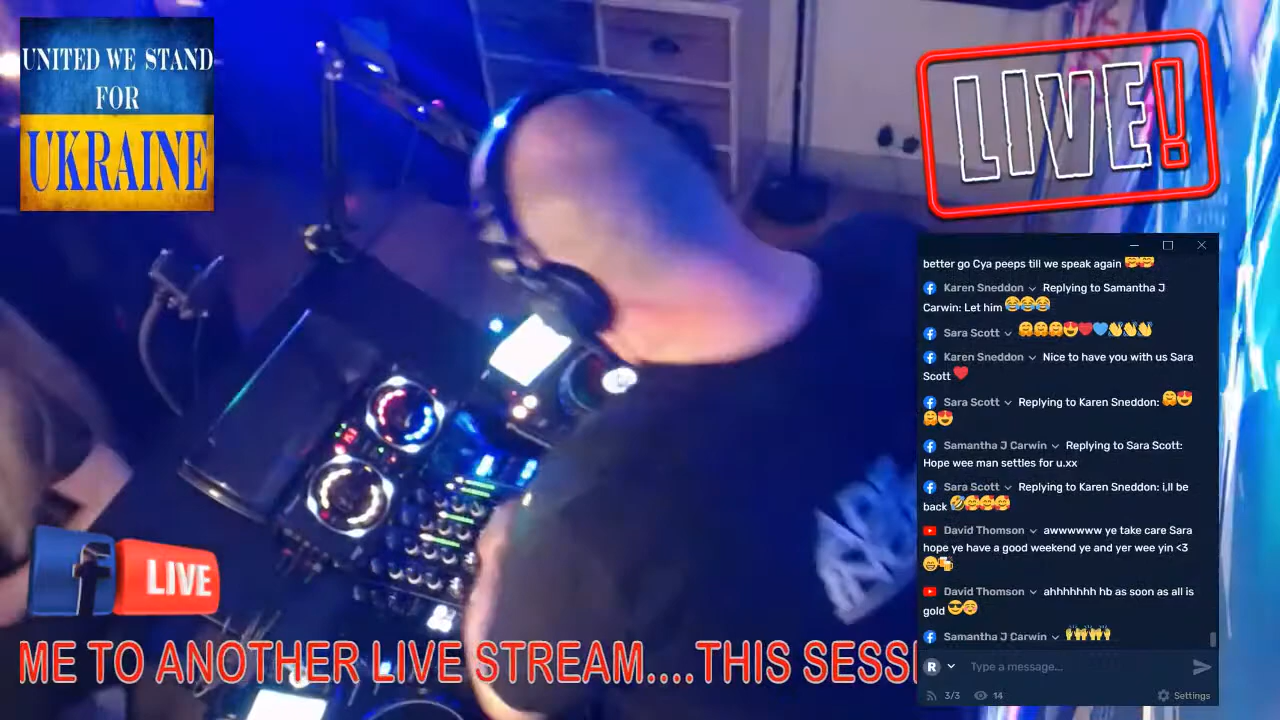 UNITED WE STAND
FOR
UKRAINE
LIVE!
better go Cya peeps till we speak again 🥰🥰
Karen Sneddon Replying to Samantha J
Carwin: Let him 😂😂😂
Sara Scott 🤗🤗🤗😍❤️💙👏👏👏
Karen Sneddon Nice to have you with us Sara
Scott ❤️
Sara Scott Replying to Karen Sneddon: 🤗😍
🤗😍
Samantha J Carwin Replying to Sara Scott:
Hope wee man settles for u.xx
Sara Scott Replying to Karen Sneddon: i,ll be
back 🤣🥰🥰🥰
David Thomson awwwwww ye take care Sara
hope ye have a good weekend ye and yer wee yin <3
😁🍻
David Thomson ahhhhhhh hb as soon as all is
gold 😎☺️
Samantha J Carwin 🙌🙌🙌
R Type a message...
3/3 14 Settings
f LIVE
ME TO ANOTHER LIVE STREAM....THIS SESSI